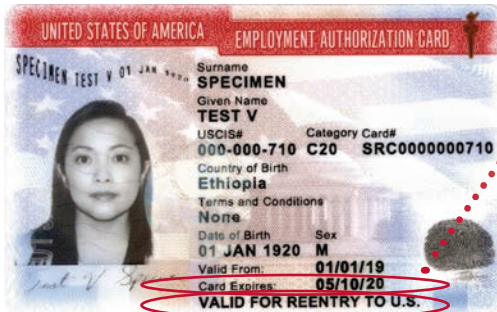 UNITED STATES OF AMERICA
EMPLOYMENT AUTHORIZATION CARD
SPECIMEN TEST V 01 JAN 1920
Surname
SPECIMEN
Given Name
TEST V
USCIS# Category Card#
000-000-710 C20 SRC0000000710
Country of Birth
Ethiopia
Terms and Conditions
None
Date of Birth Sex
01 JAN 1920 M
Valid From: 01/01/19
Card Expires: 05/10/20
VALID FOR REENTRY TO U.S.
Test V